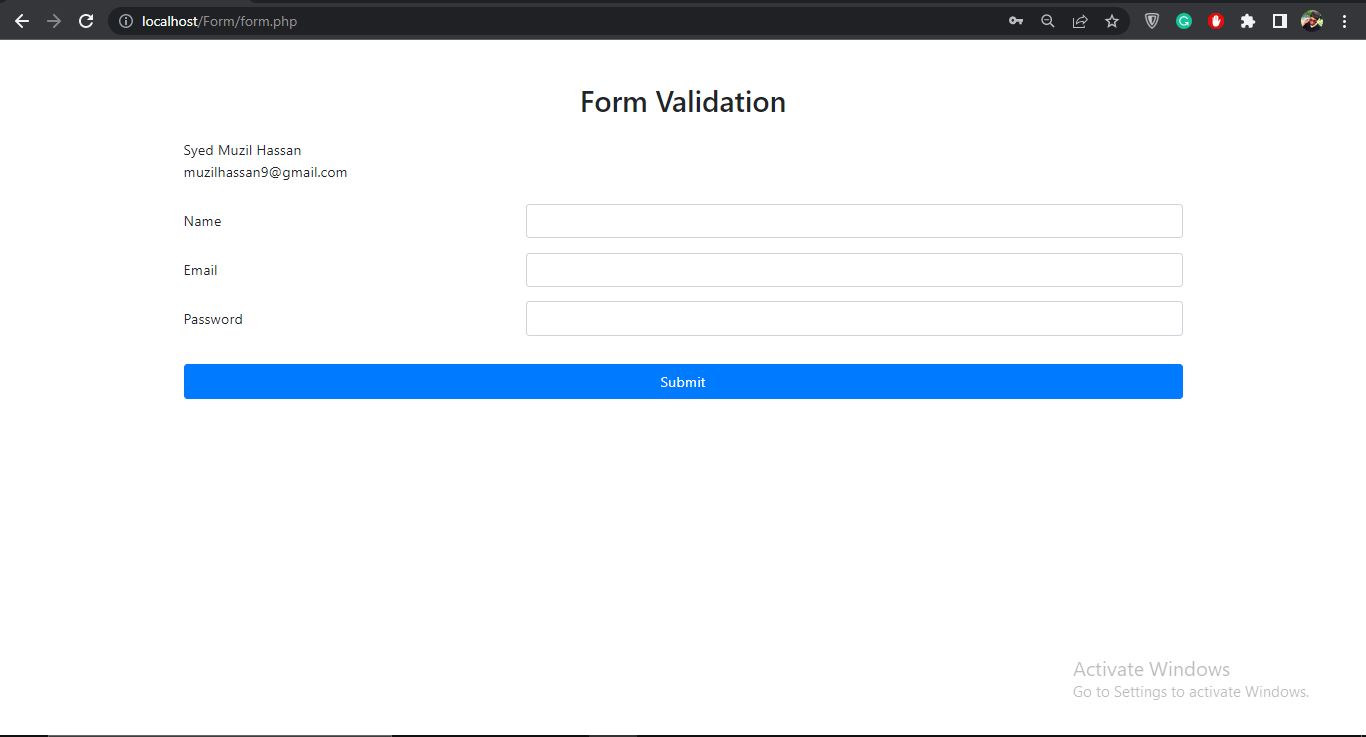 localhost/Form/form.php
Form Validation
Syed Muzil Hassan
muzilhassan9@gmail.com
Name
Email
Password
Submit
Activate Windows
Go to Settings to activate Windows.